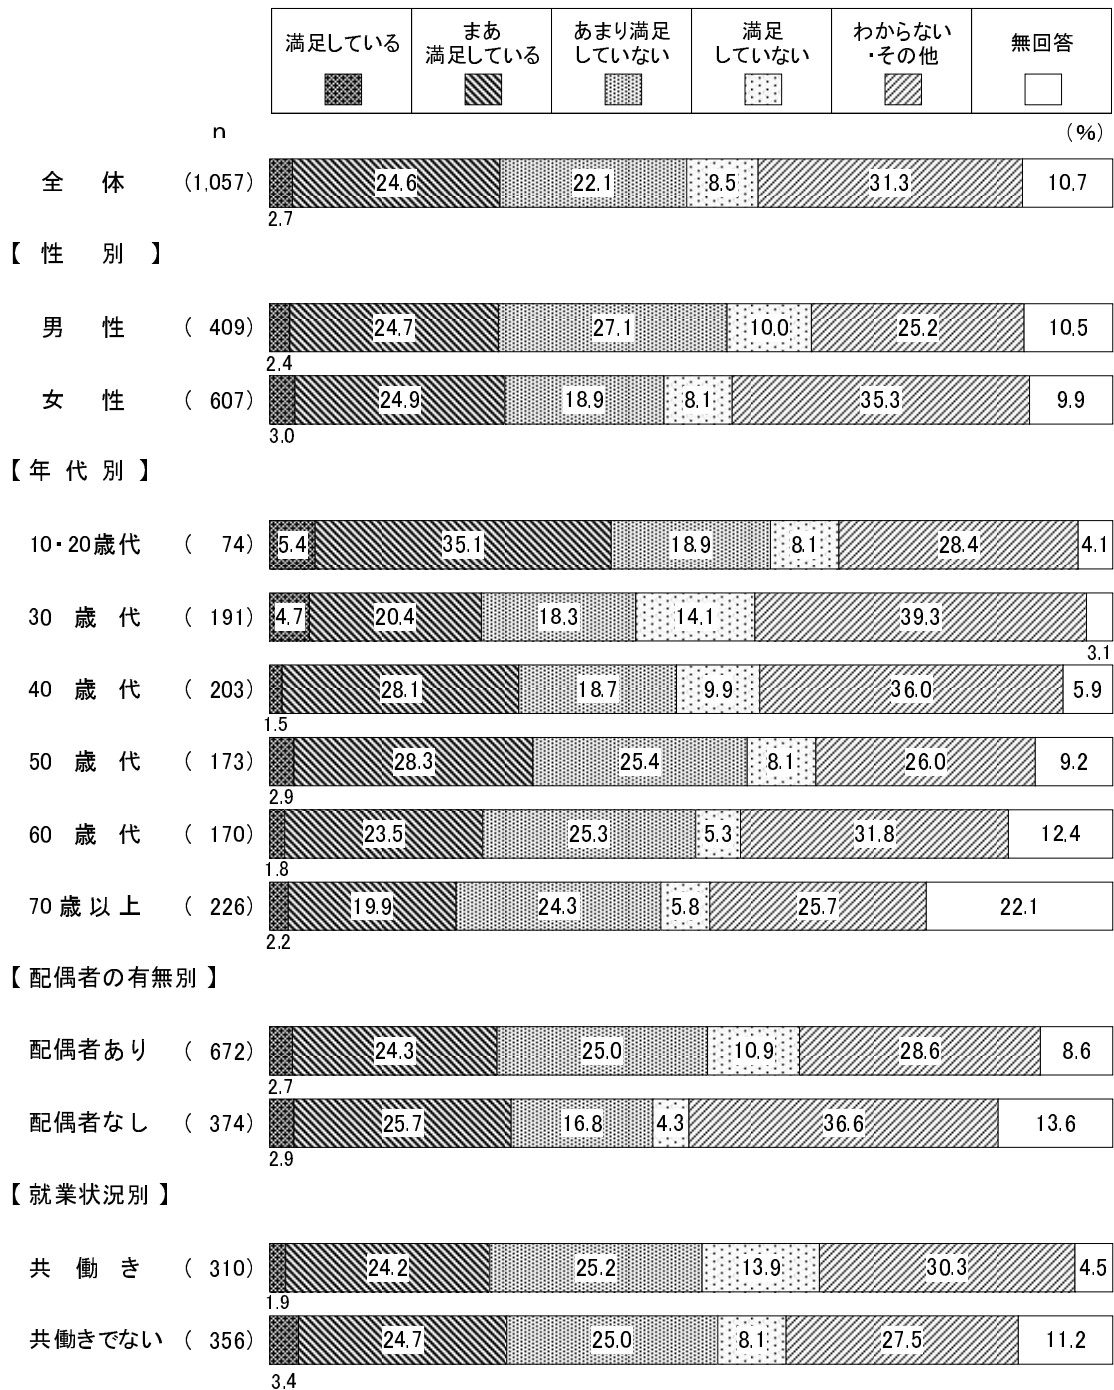 満足している まあ満足している あまり満足していない 満足していない わからない・その他 無回答
n (%)
全体 (1,057) 24.6 22.1 8.5 31.3 10.7
2.7
【性別】
男性 (409) 24.7 27.1 10.0 25.2 10.5
2.4
女性 (607) 24.9 18.9 8.1 35.3 9.9
3.0
【年代別】
10・20歳代 (74) 5.4 35.1 18.9 8.1 28.4 4.1
30歳代 (191) 4.7 20.4 18.3 14.1 39.3
3.1
40歳代 (203) 28.1 18.7 9.9 36.0 5.9
1.5
50歳代 (173) 28.3 25.4 8.1 26.0 9.2
2.9
60歳代 (170) 23.5 25.3 5.3 31.8 12.4
1.8
70歳以上 (226) 19.9 24.3 5.8 25.7 22.1
2.2
【配偶者の有無別】
配偶者あり (672) 24.3 25.0 10.9 28.6 8.6
2.7
配偶者なし (374) 25.7 16.8 4.3 36.6 13.6
2.9
【就業状況別】
共働き (310) 24.2 25.2 13.9 30.3 4.5
1.9
共働きでない (356) 24.7 25.0 8.1 27.5 11.2
3.4